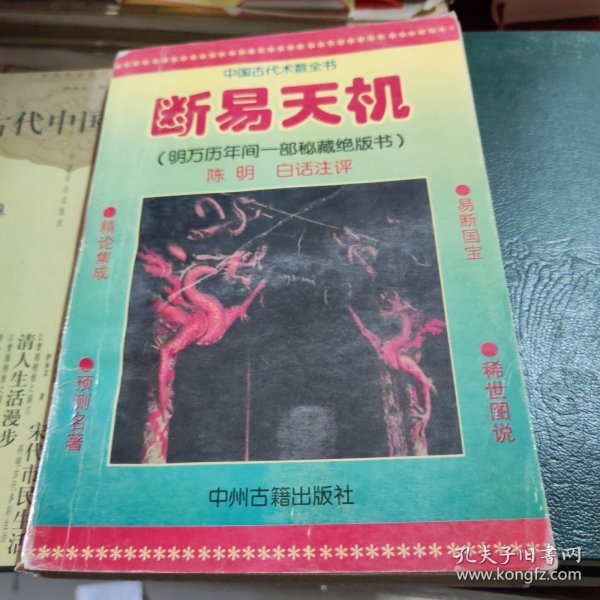 中国古代术数全书
断易天机
（明万历年间一部秘藏绝版书）
陈明 白话注评
精论集成
预测名著
易断国宝
稀世图说
中州古籍出版社
古代中国
清人生活漫步
宋代市民生活
孔夫子旧书网
www.kongfz.com